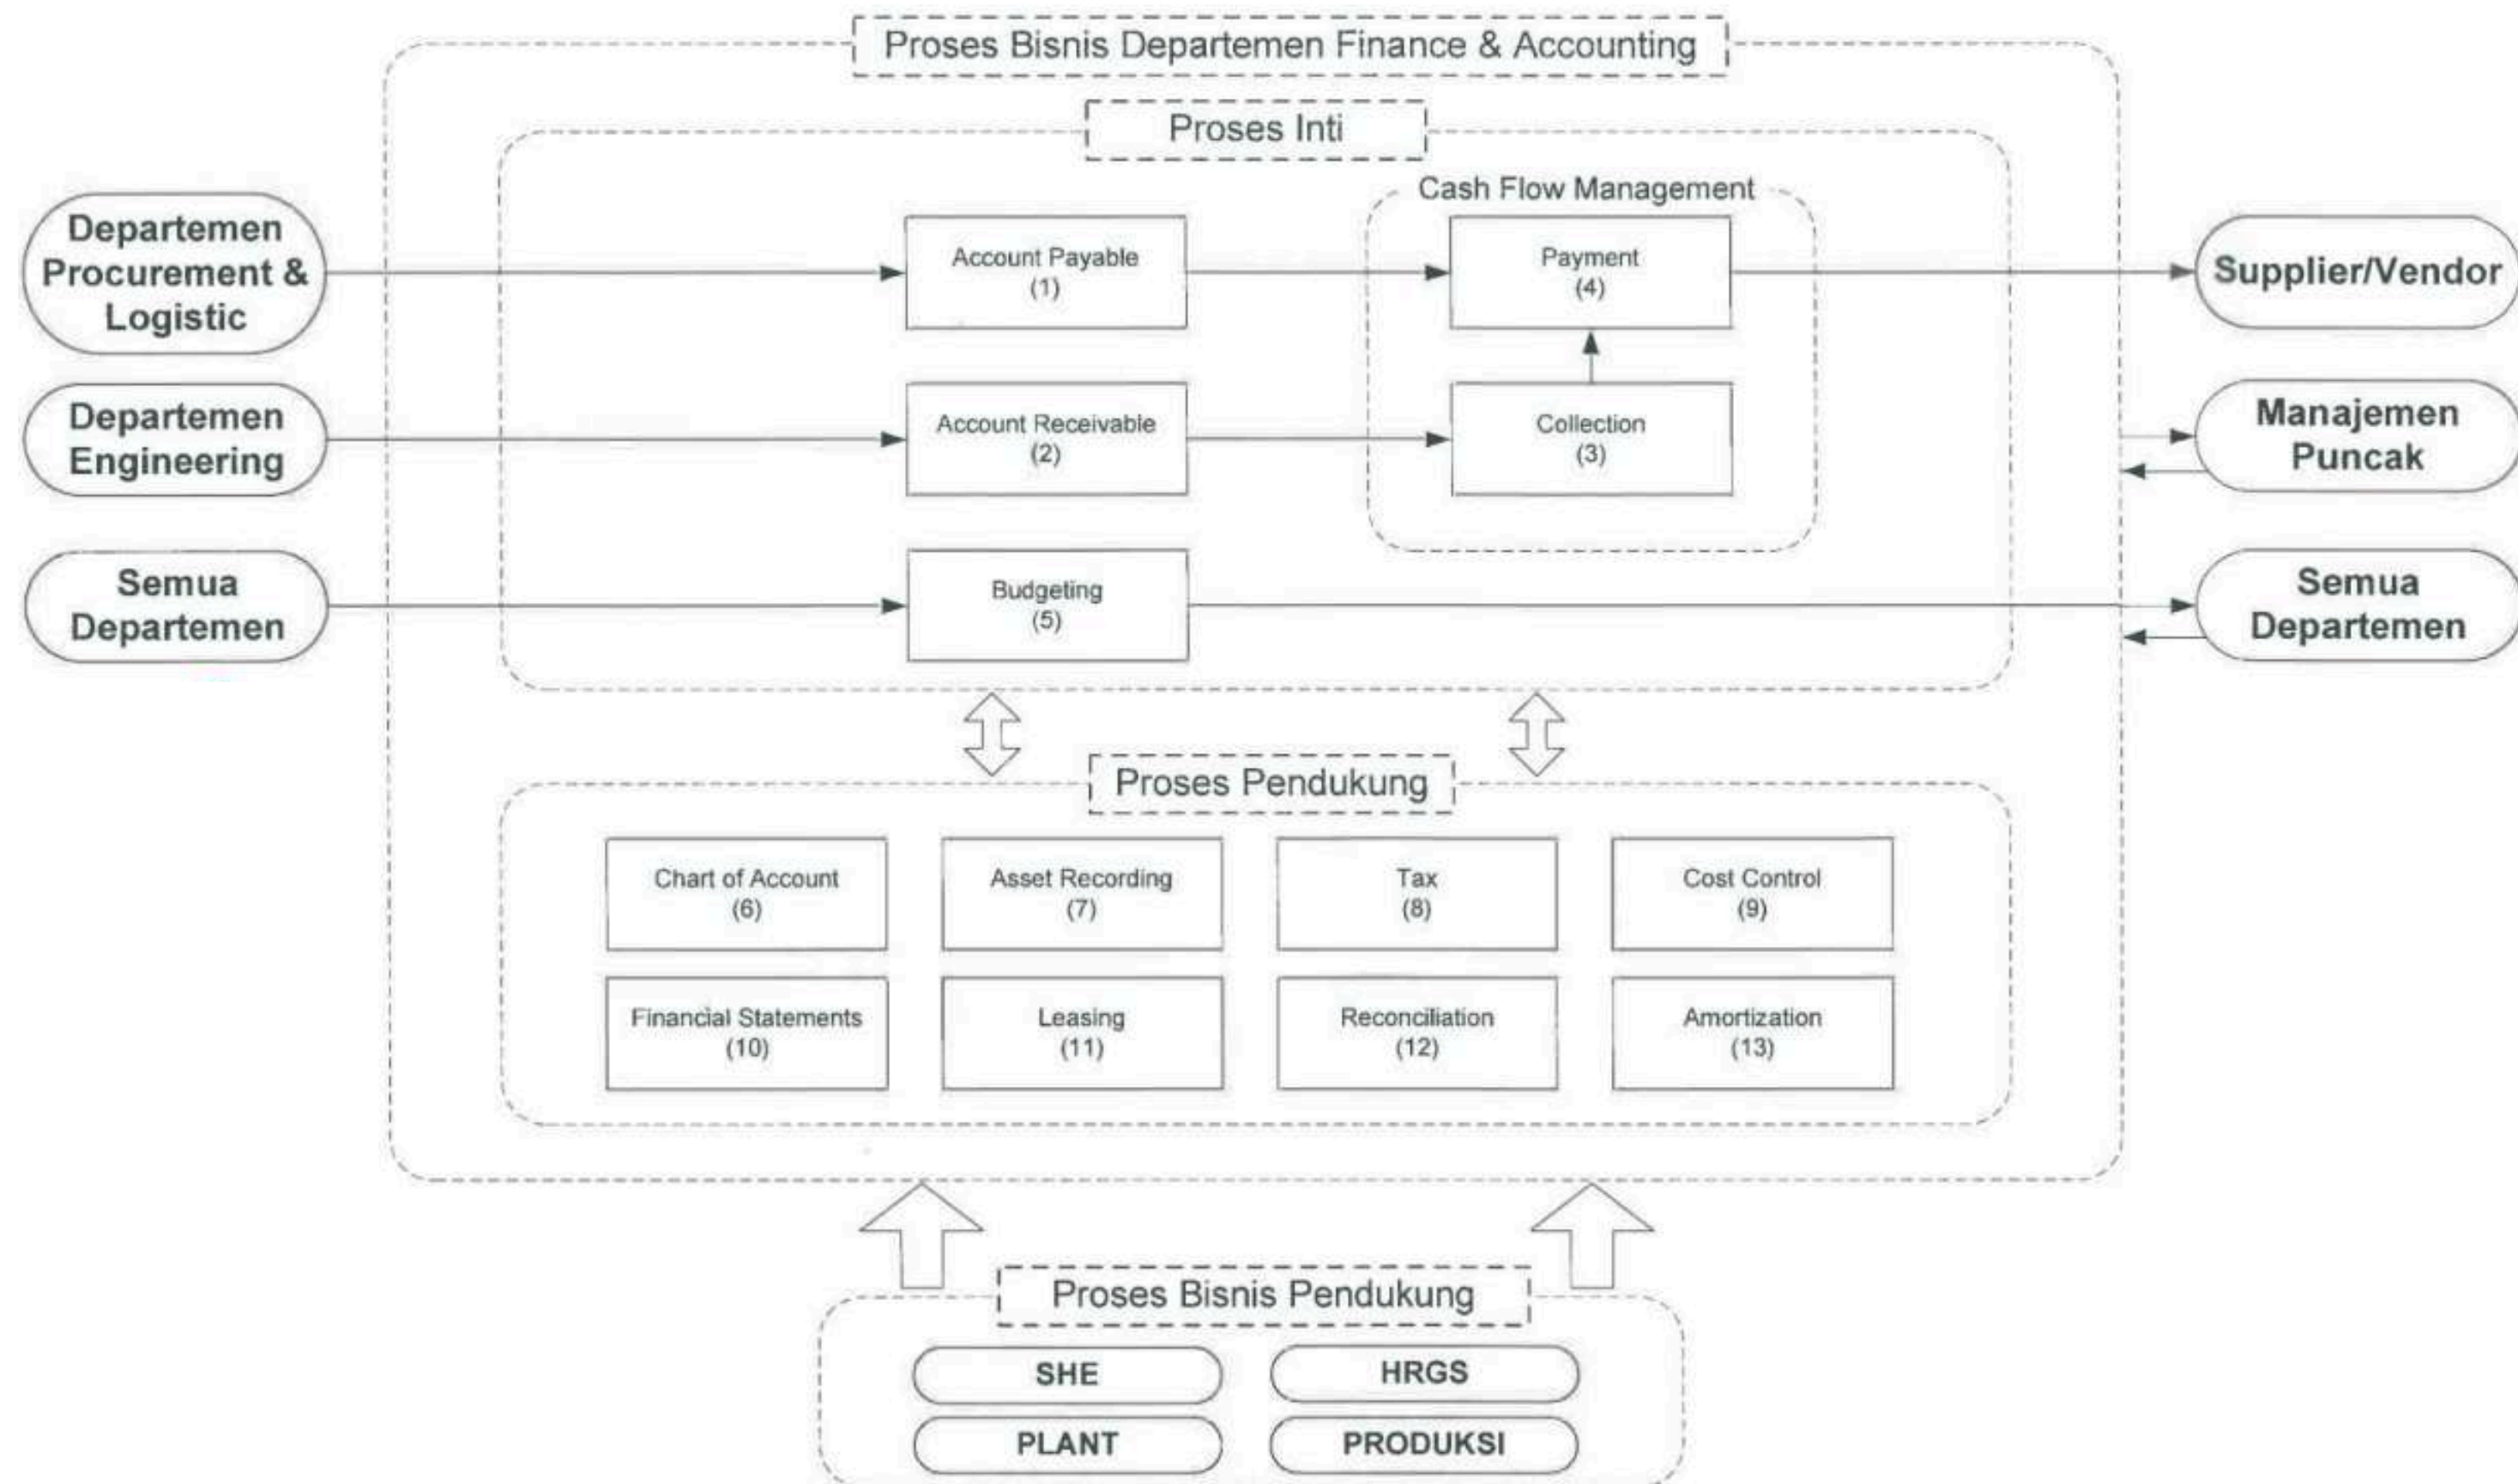 Proses Bisnis Departemen Finance & Accounting
Proses Inti
Cash Flow Management
Departemen
Procurement &
Logistic
Account Payable
(1)
Payment
(4)
Supplier/Vendor
Departemen
Engineering
Account Receivable
(2)
Collection
(3)
Manajemen
Puncak
Semua
Departemen
Budgeting
(5)
Semua
Departemen
Proses Pendukung
Chart of Account
(6)
Asset Recording
(7)
Tax
(8)
Cost Control
(9)
Financial Statements
(10)
Leasing
(11)
Reconciliation
(12)
Amortization
(13)
Proses Bisnis Pendukung
SHE
HRGS
PLANT
PRODUKSI